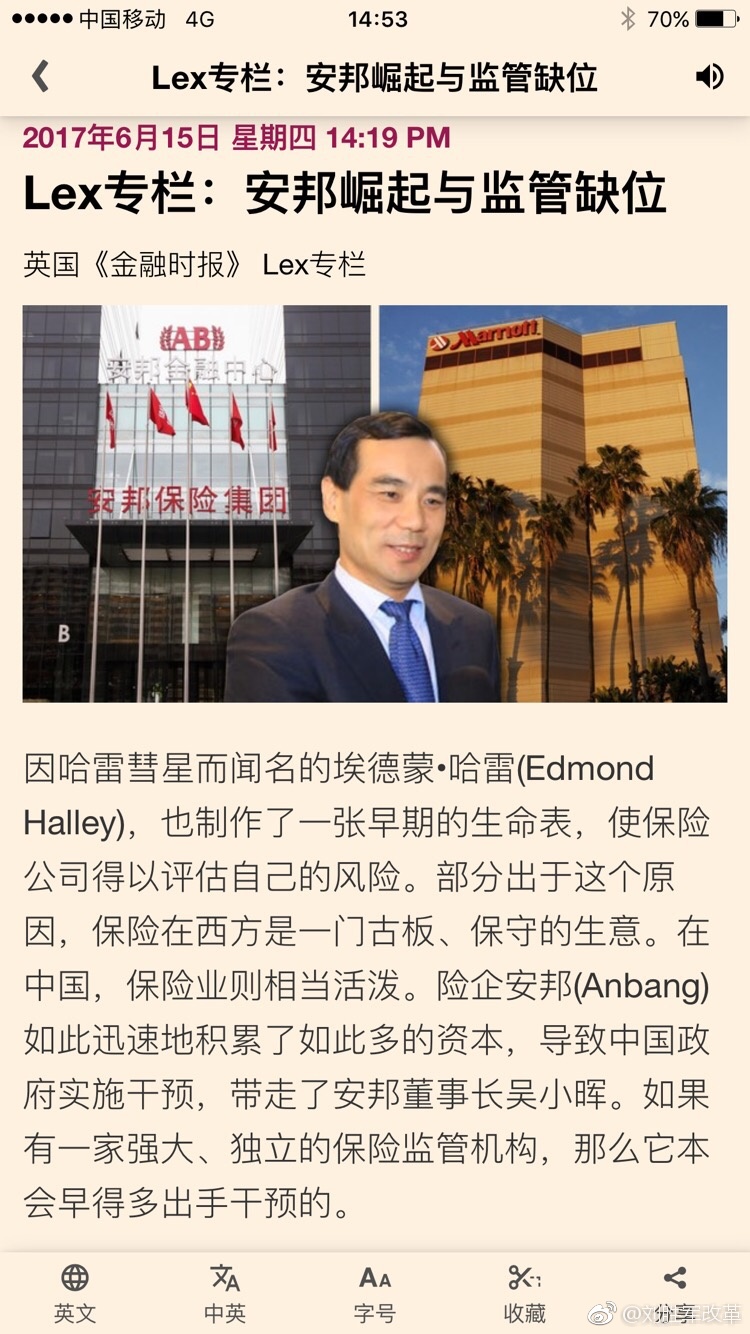 中国移动 4G 14:53 70%
Lex专栏：安邦崛起与监管缺位
2017年6月15日 星期四 14:19 PM
Lex专栏：安邦崛起与监管缺位
英国《金融时报》 Lex专栏
AB
安邦金融中心
安邦保险集团
B
Marriott
因哈雷彗星而闻名的埃德蒙•哈雷(Edmond
Halley)，也制作了一张早期的生命表，使保险
公司得以评估自己的风险。部分出于这个原
因，保险在西方是一门古板、保守的生意。在
中国，保险业则相当活泼。险企安邦(Anbang)
如此迅速地积累了如此多的资本，导致中国政
府实施干预，带走了安邦董事长吴小晖。如果
有一家强大、独立的保险监管机构，那么它本
会早得多出手干预的。
英文 中英 字号 收藏 分享